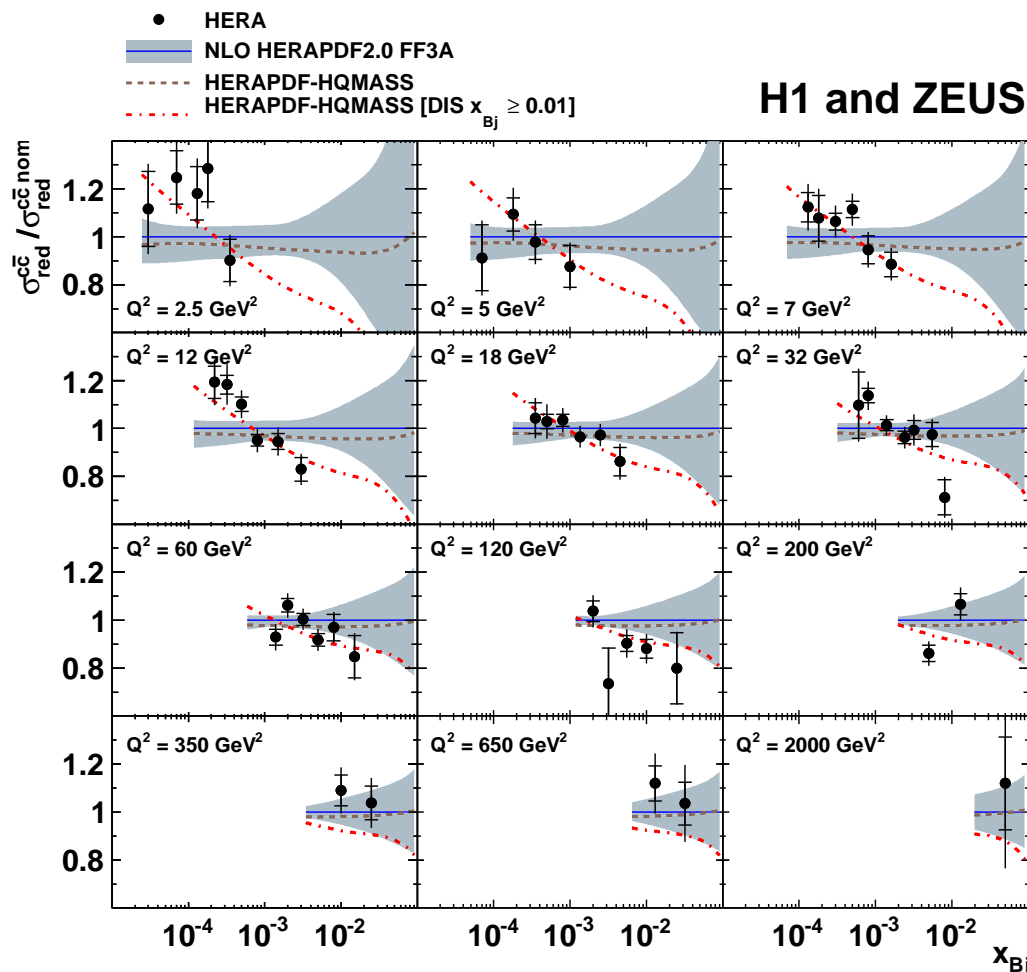 HERA
NLO HERAPDF2.0 FF3A
HERAPDF-HQMASS
HERAPDF-HQMASS [DIS x_Bj ≥ 0.01]
H1 and ZEUS
σ_red^cc̄ / σ_red^cc̄ nom
1.2
1
0.8
Q² = 2.5 GeV²
Q² = 5 GeV²
Q² = 7 GeV²
Q² = 12 GeV²
Q² = 18 GeV²
Q² = 32 GeV²
1.2
1
0.8
Q² = 60 GeV²
Q² = 120 GeV²
Q² = 200 GeV²
1.2
1
0.8
Q² = 350 GeV²
Q² = 650 GeV²
Q² = 2000 GeV²
1.2
1
0.8
10⁻⁴ 10⁻³ 10⁻² 10⁻⁴ 10⁻³ 10⁻² 10⁻⁴ 10⁻³ 10⁻²
x_Bj